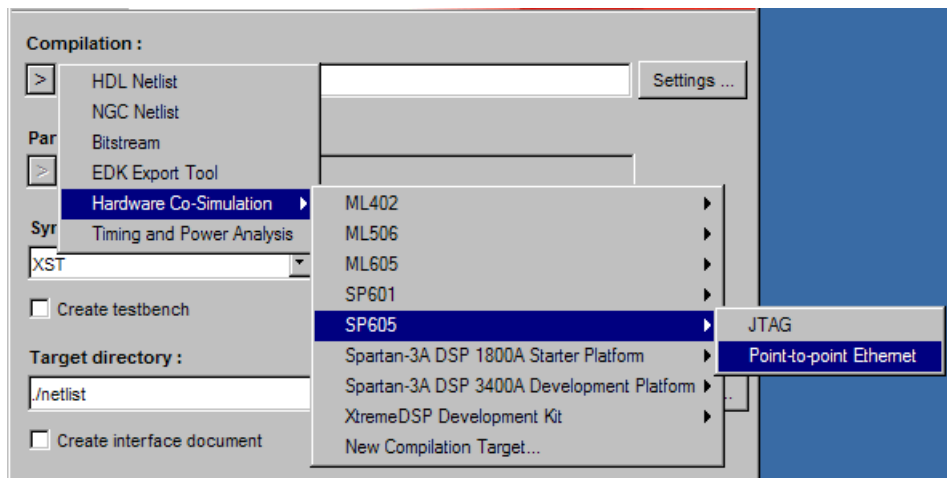 Compilation :
>
HDL Netlist
Settings ...
NGC Netlist
Par
Bitstream
>
EDK Export Tool
Hardware Co-Simulation
ML402
Syr
Timing and Power Analysis
ML506
XST
ML605
SP601
Create testbench
SP605
JTAG
Target directory :
Spartan-3A DSP 1800A Starter Platform
Point-to-point Ethernet
./netlist
Spartan-3A DSP 3400A Development Platform
..
XtremeDSP Development Kit
Create interface document
New Compilation Target...